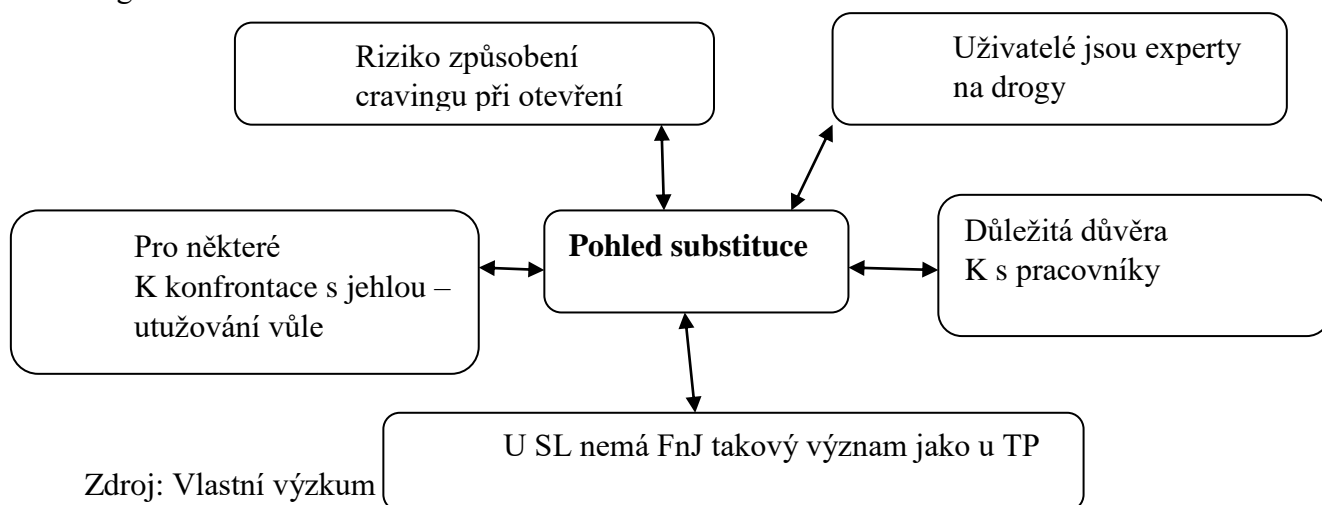 Riziko způsobení
cravingu při otevření
Uživatelé jsou experty
na drogy
Pro některé
K konfrontace s jehlou –
utužování vůle
Pohled substituce
Důležitá důvěra
K s pracovníky
U SL nemá FnJ takový význam jako u TP
Zdroj: Vlastní výzkum